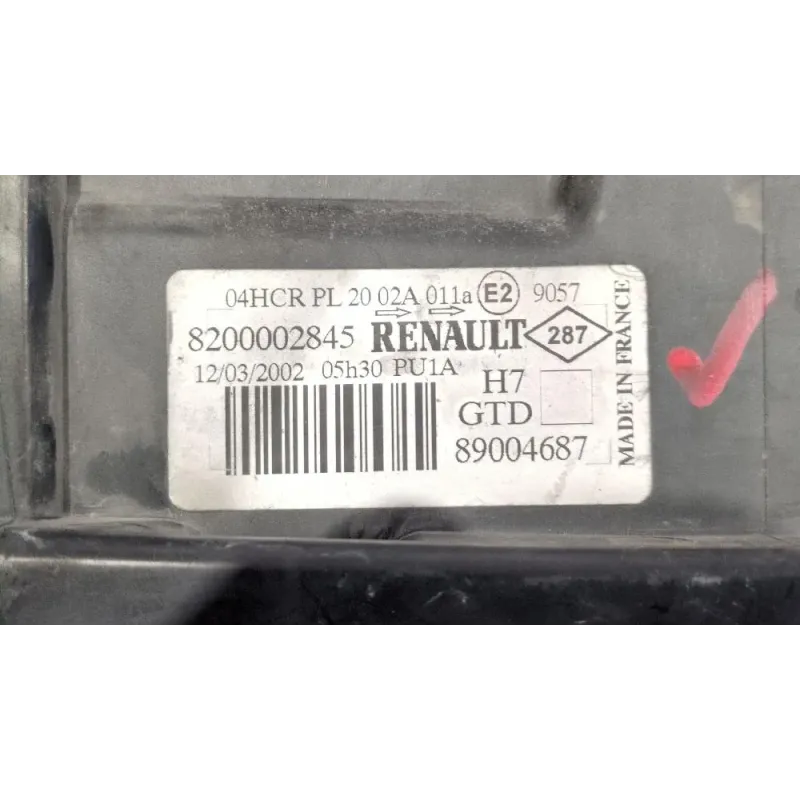 04HCR PL 20 02A 011a E2 9057
8200002845 RENAULT 287
12/03/2002 05h30 PU1A
H7
GTD
89004687
MADE IN FRANCE